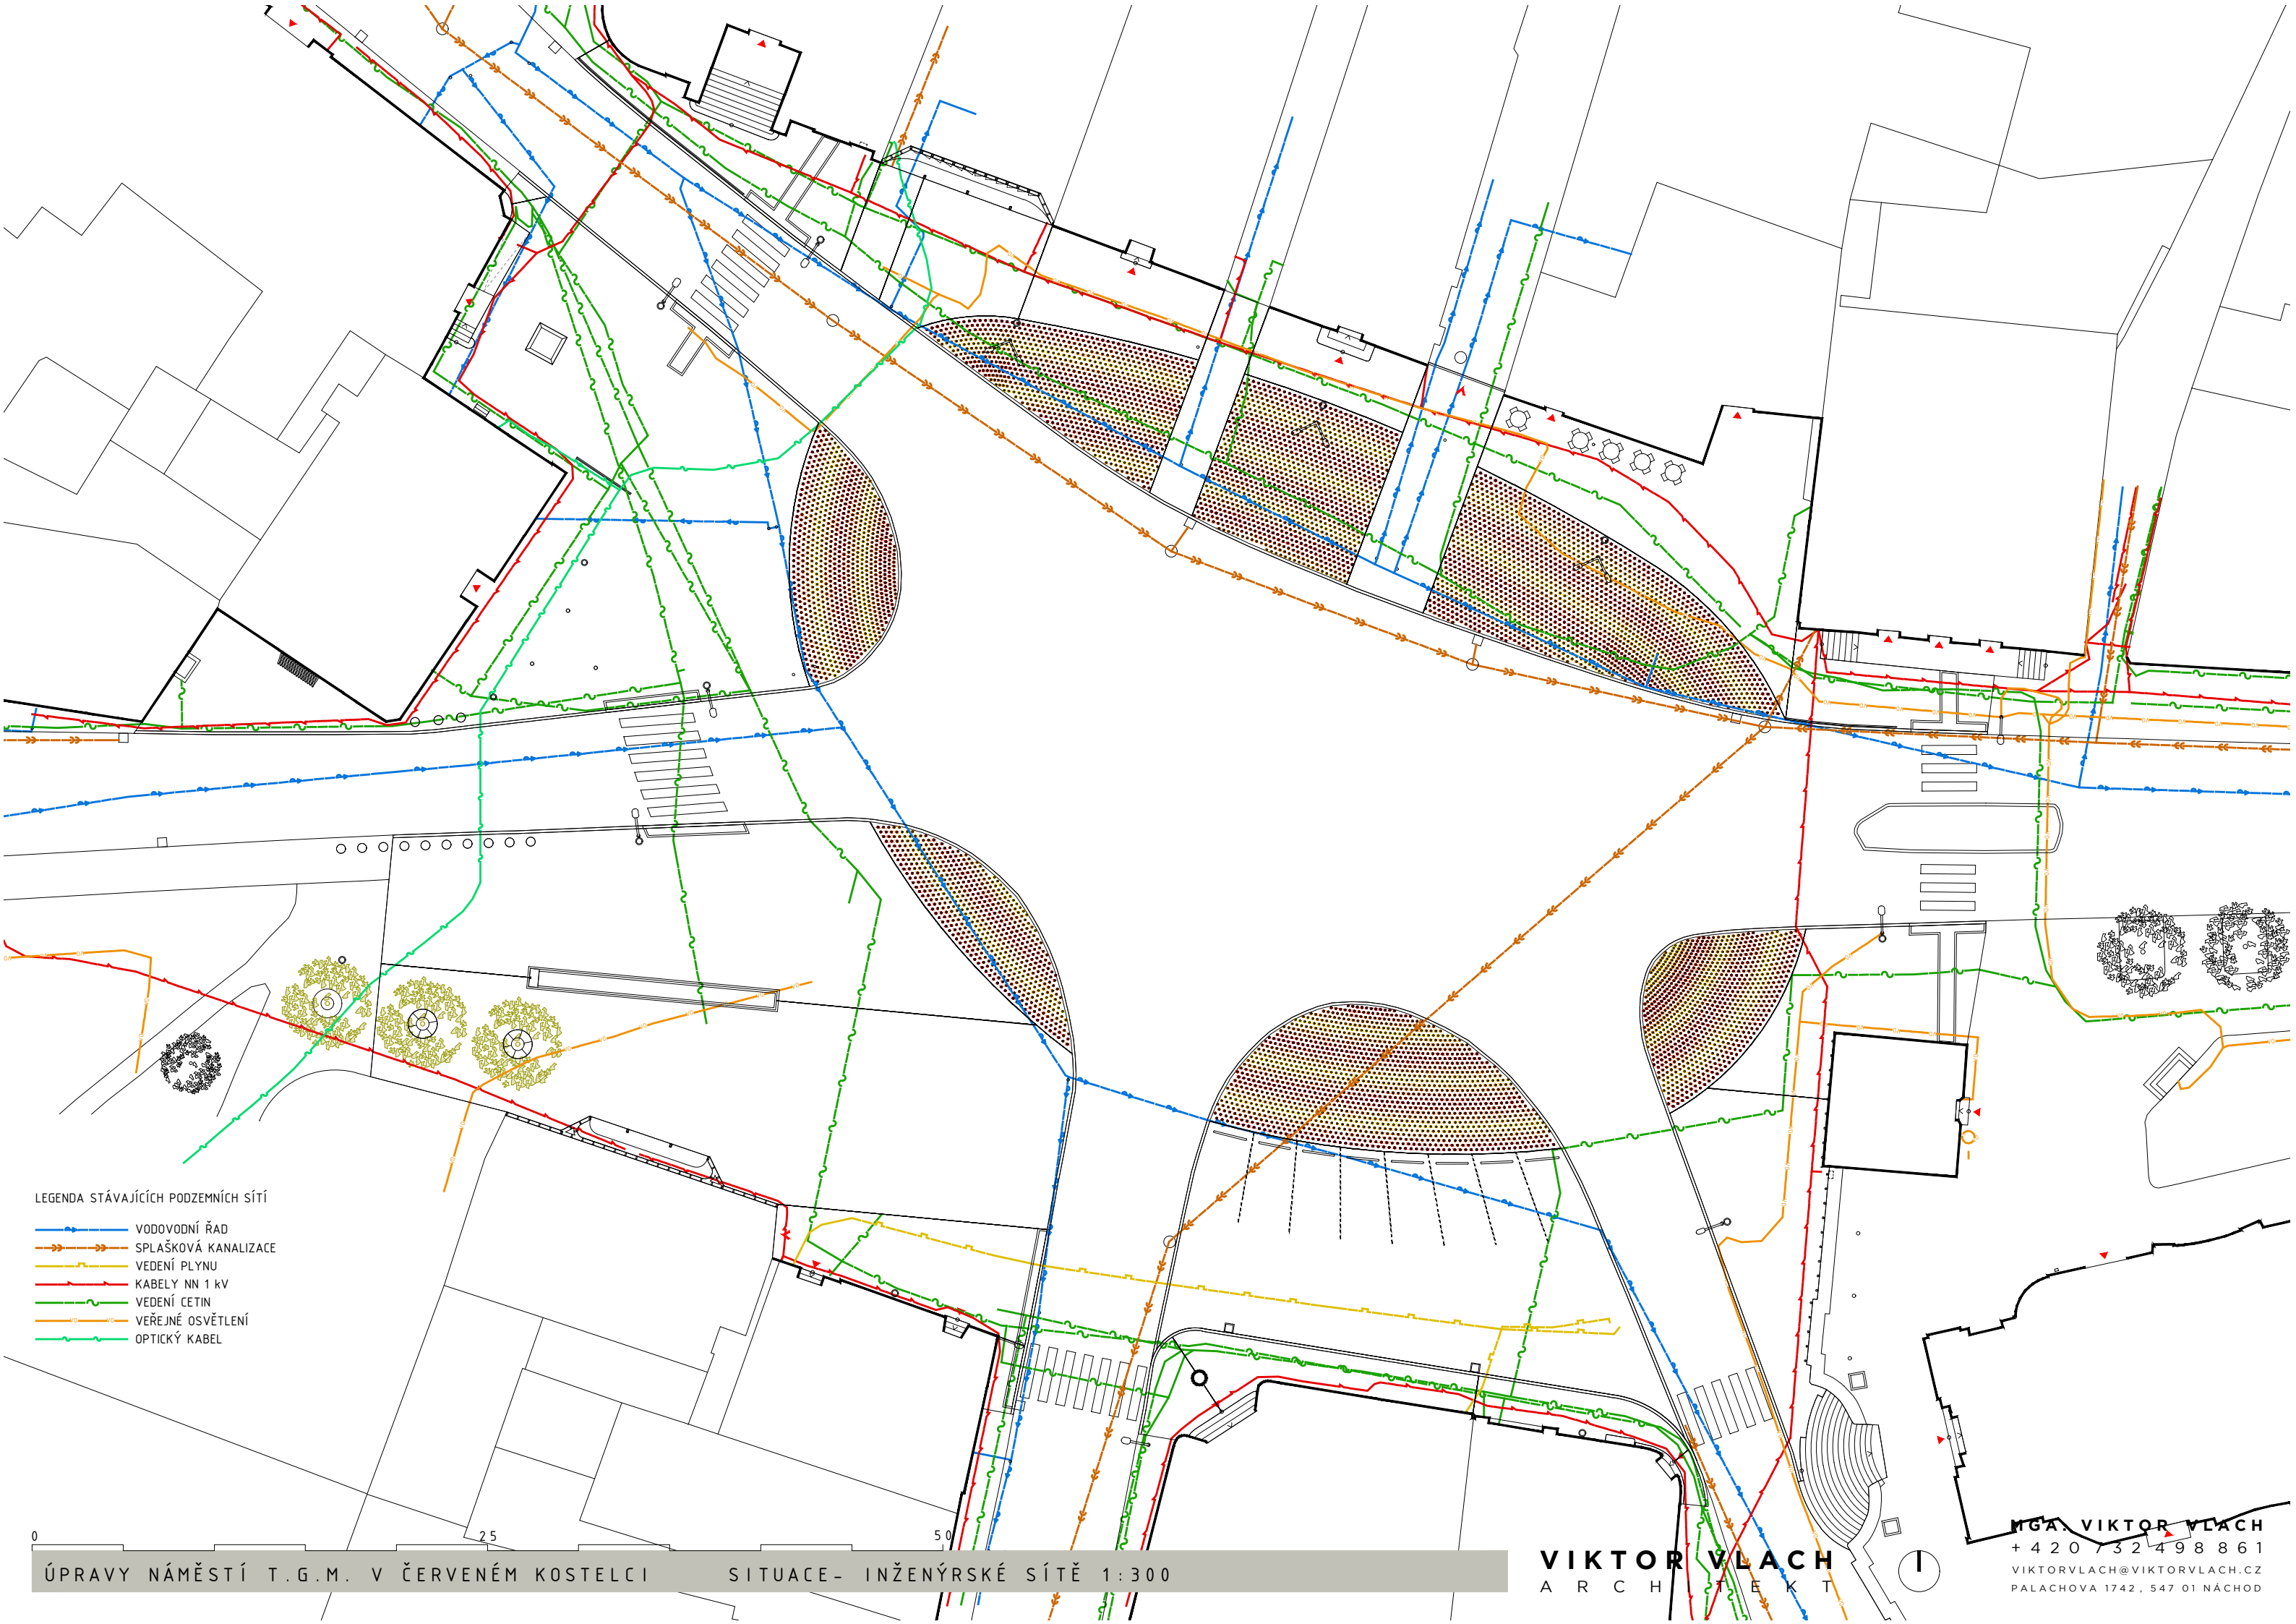 LEGENDA STÁVAJÍCÍCH PODZEMNÍCH SÍTÍ
VODOVODNÍ ŘAD
SPLAŠKOVÁ KANALIZACE
VEDENÍ PLYNU
KABELY NN 1 kV
VEDENÍ CETIN
VEŘEJNÉ OSVĚTLENÍ
OPTICKÝ KABEL
0 25 50
ÚPRAVY NÁMĚSTÍ T.G.M. V ČERVENÉM KOSTELCI SITUACE- INŽENÝRSKÉ SÍTĚ 1:300
VIKTOR VLACH
ARCHITEKT
MGA. VIKTOR VLACH
+420 732 498 861
VIKTORVLACH@VIKTORVLACH.CZ
PALACHOVA 1742, 547 01 NÁCHOD